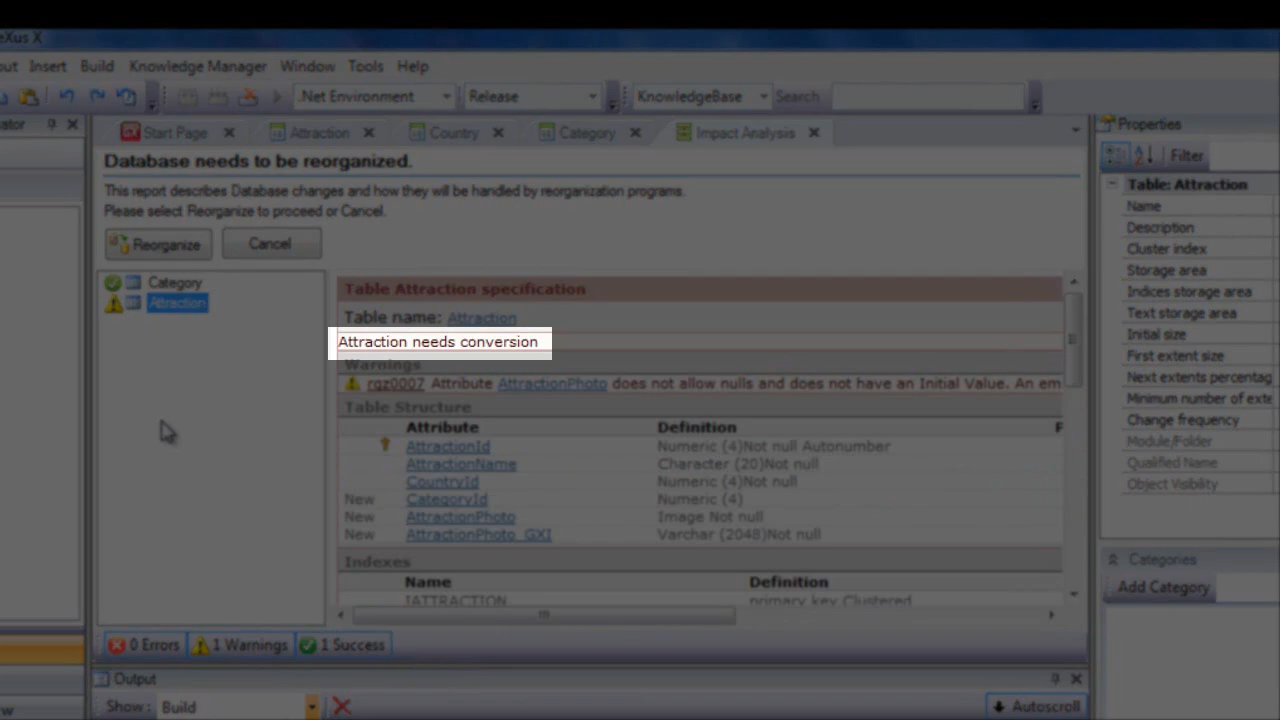 eXus X
out Insert Build Knowledge Manager Window Tools Help
.Net Environment Release KnowledgeBase Search
ator
Start Page Attraction Country Category Impact Analysis
Properties
Database needs to be reorganized.
Filter
This report describes Database changes and how they will be handled by reorganization programs.
Please select Reorganize to proceed or Cancel.
Reorganize Cancel
Table: Attraction
Name
Description
Cluster index
Storage area
Indices storage area
Text storage area
Initial size
First extent size
Next extents percentag
Minimum number of exte
Change frequency
Module/Folder
Qualified Name
Object Visibility
Category
Attraction
Table Attraction specification
Table name: Attraction
Attraction needs conversion
Warnings
rgz0007 Attribute AttractionPhoto does not allow nulls and does not have an Initial Value. An em
Table Structure
Attribute Definition F
AttractionId Numeric (4)Not null Autonumber
AttractionName Character (20)Not null
CountryId Numeric (4)Not null
New CategoryId Numeric (4)
New AttractionPhoto Image Not null
New AttractionPhoto_GXI Varchar (2048)Not null
Indexes
Name Definition
IATTRACTION primary key Clustered
Categories
Add Category
0 Errors 1 Warnings 1 Success
Output
Show: Build Autoscroll
w